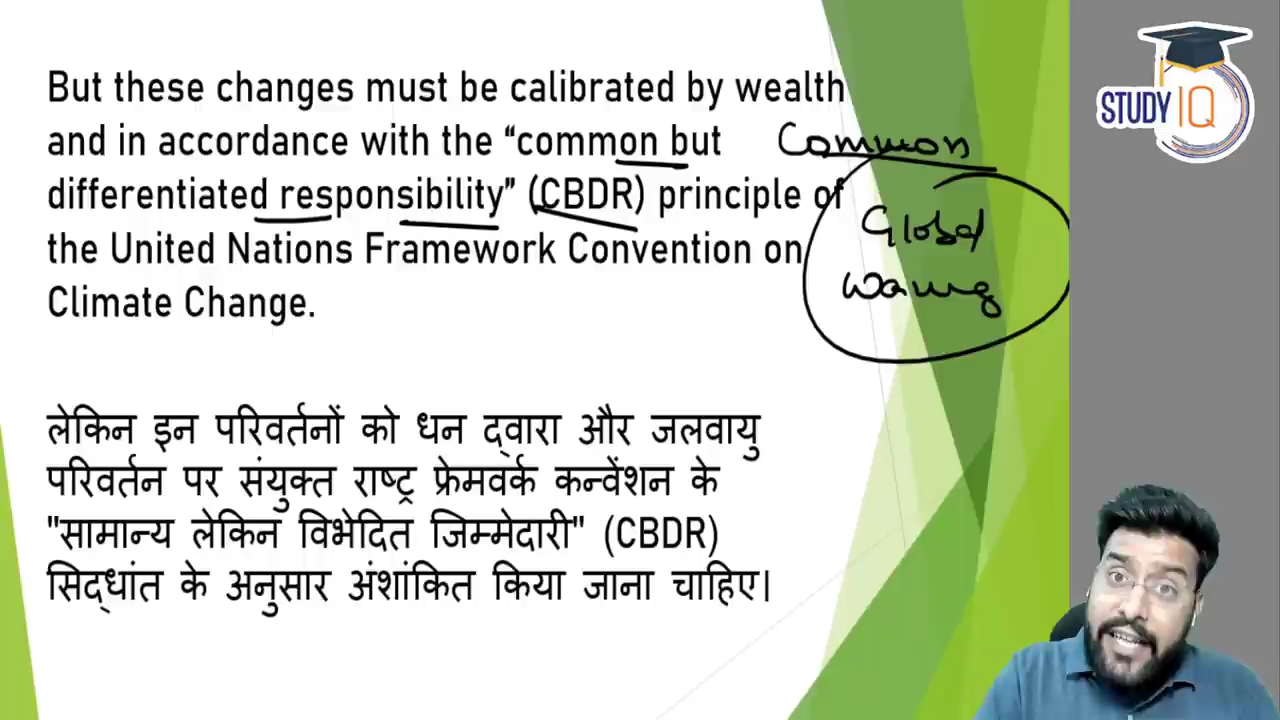 But these changes must be calibrated by wealth
and in accordance with the “common but
differentiated responsibility” (CBDR) principle of
the United Nations Framework Convention on
Climate Change.
Common
Global
लेकिन इन परिवर्तनों को धन द्वारा और जलवायु
परिवर्तन पर संयुक्त राष्ट्र फ्रेमवर्क कन्वेंशन के
"सामान्य लेकिन विभेदित जिम्मेदारी" (CBDR)
सिद्धांत के अनुसार अंशांकित किया जाना चाहिए।
STUDY IQ